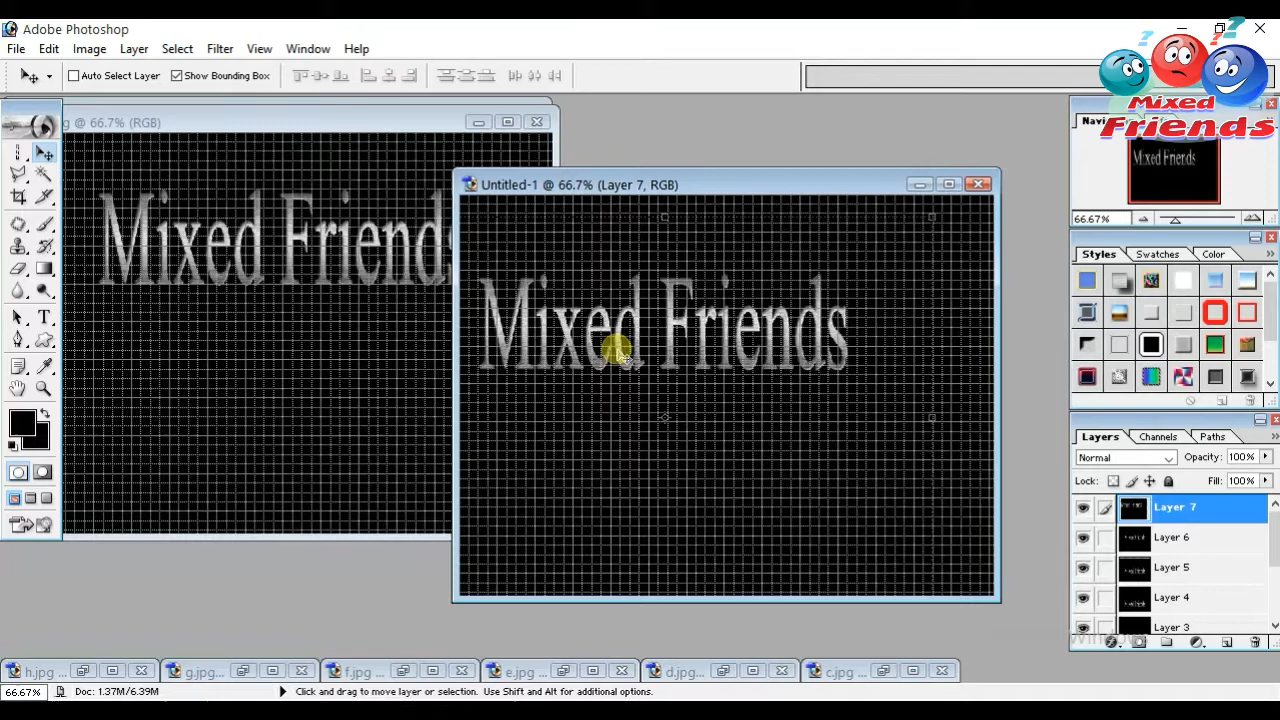 Adobe Photoshop
File Edit Image Layer Select Filter View Window Help
Auto Select Layer Show Bounding Box
Mixed
Friends
g @ 66.7% (RGB)
Mixed Friend
Untitled-1 @ 66.7% (Layer 7, RGB)
Mixed Friends
Mixed Friends
66.67%
Styles Swatches Color
Layers Channels Paths
Normal Opacity: 100%
Lock: Fill: 100%
Layer 7
Layer 6
Layer 5
Layer 4
Layer 3
h.jpg... g.jpg... f.jpg... e.jpg... d.jpg... c.jpg...
66.67% Doc: 1.37M/6.39M Click and drag to move layer or selection. Use Shift and Alt for additional options.